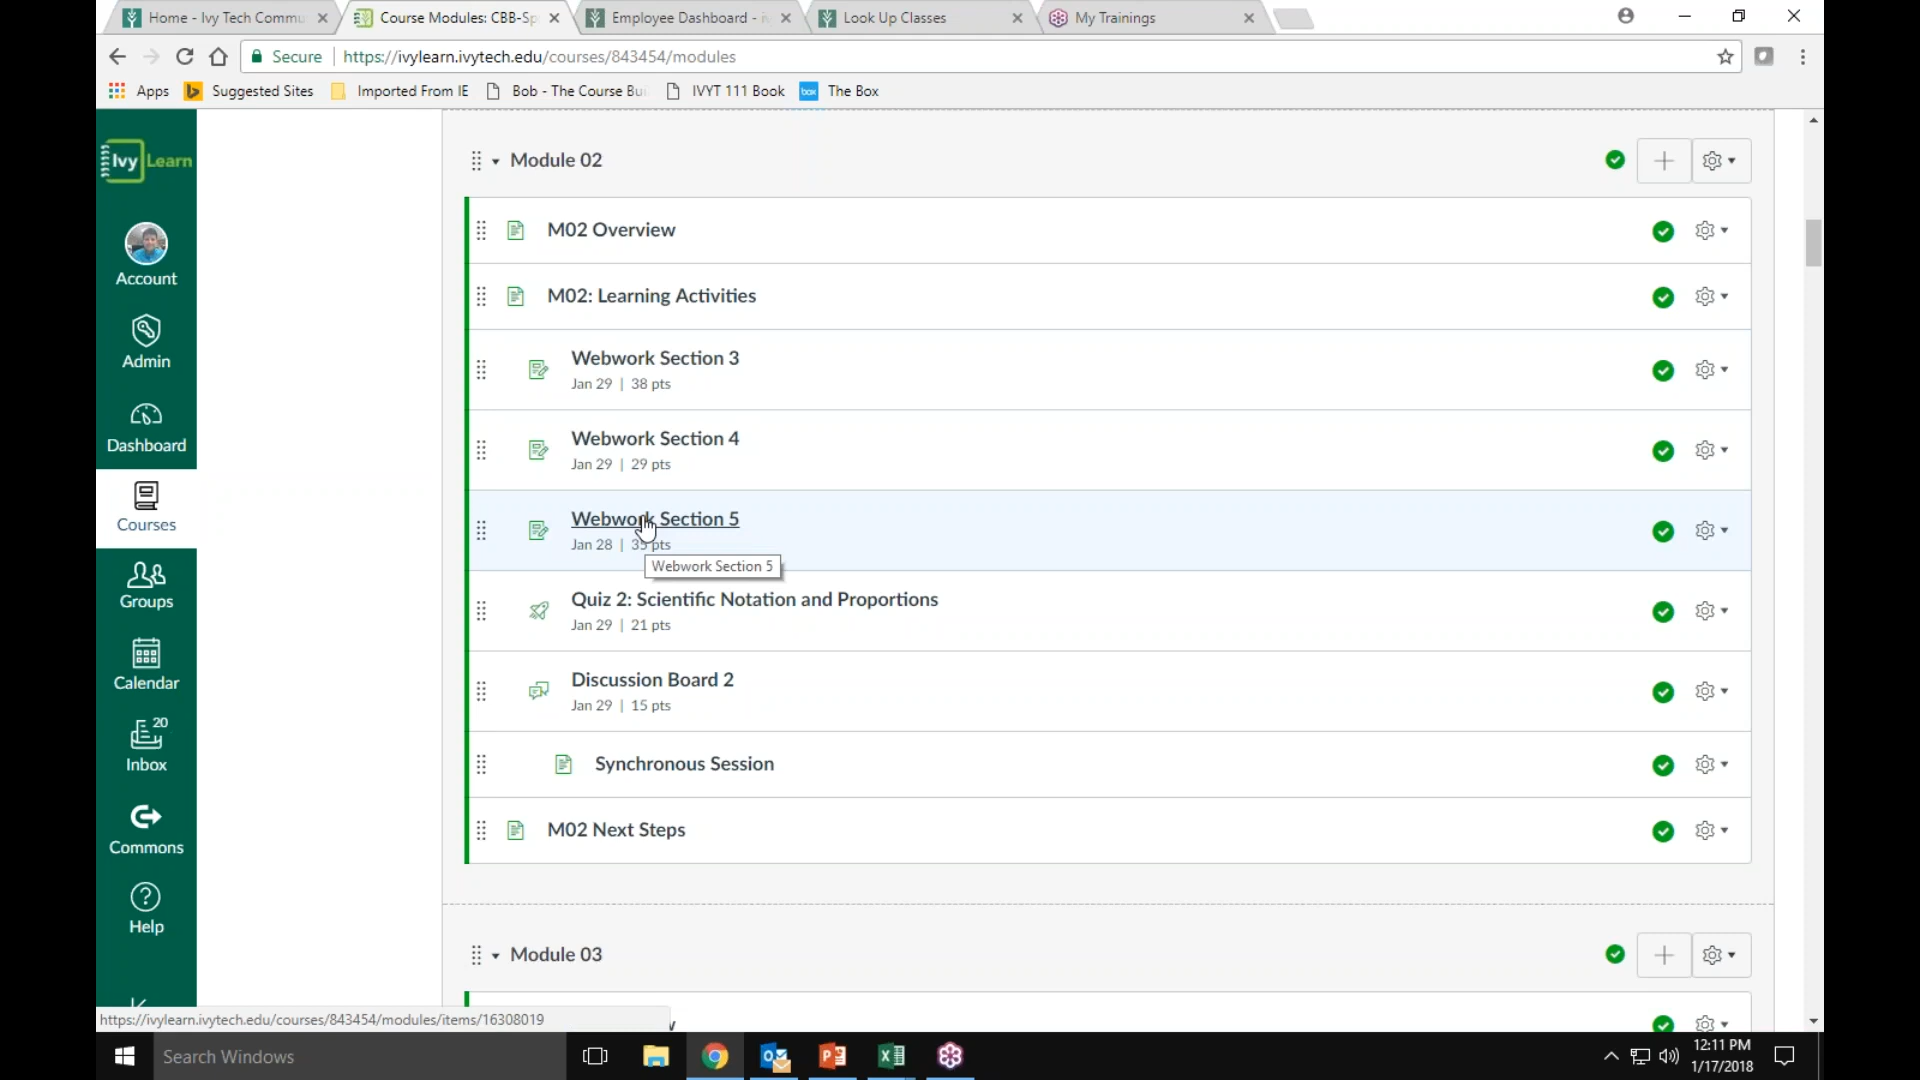 Home - Ivy Tech Commu
Course Modules: CBB-Sp
Employee Dashboard - i
Look Up Classes
My Trainings
Secure
https://ivylearn.ivytech.edu/courses/843454/modules
Apps
Suggested Sites
Imported From IE
Bob - The Course Bui
IVYT 111 Book
box
The Box
Ivy Learn
Account
Admin
Dashboard
Courses
Groups
Calendar
20
Inbox
Commons
Help
Module 02
M02 Overview
M02: Learning Activities
Webwork Section 3
Jan 29 | 38 pts
Webwork Section 4
Jan 29 | 29 pts
Webwork Section 5
Jan 28 | 35 pts
Webwork Section 5
Quiz 2: Scientific Notation and Proportions
Jan 29 | 21 pts
Discussion Board 2
Jan 29 | 15 pts
Synchronous Session
M02 Next Steps
Module 03
https://ivylearn.ivytech.edu/courses/843454/modules/items/16308019
Search Windows
12:11 PM
1/17/2018